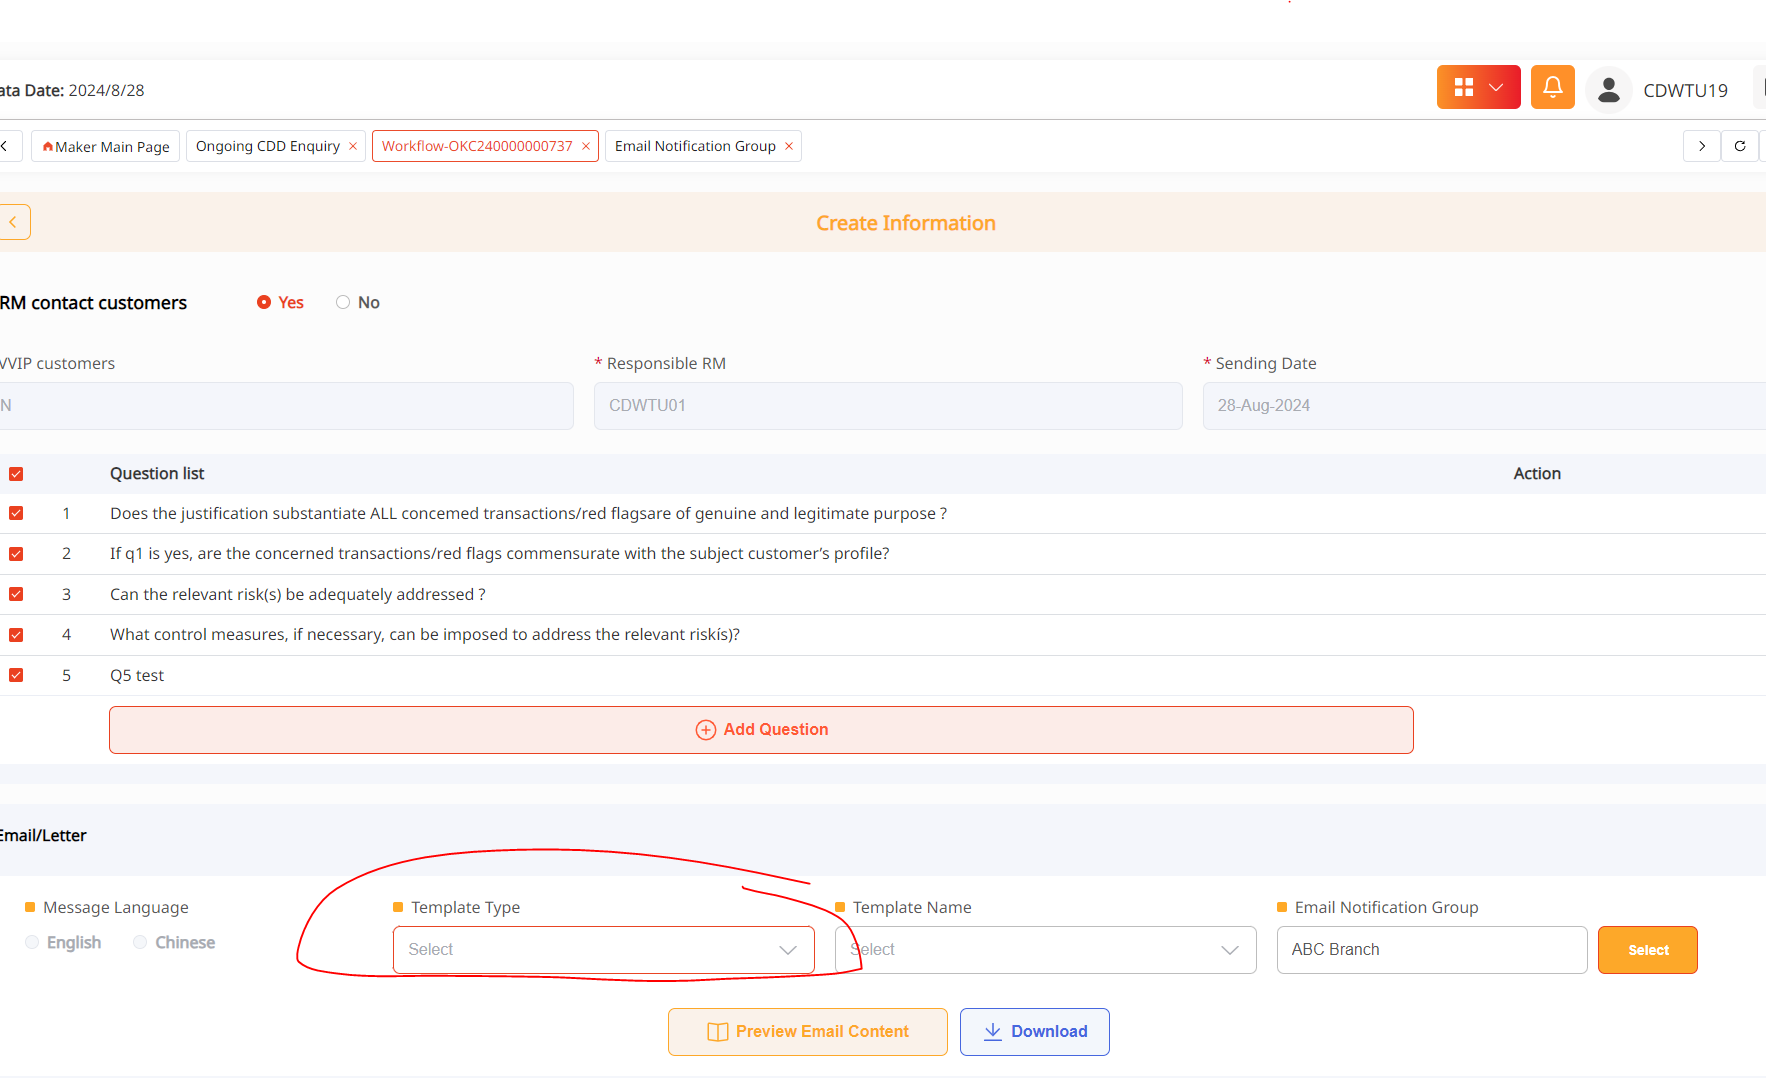 ata Date: 2024/8/28
CDWTU19
Maker Main Page
Ongoing CDD Enquiry
Workflow-OKC240000000737
Email Notification Group
Create Information
RM contact customers
Yes
No
VVIP customers
* Responsible RM
* Sending Date
N
CDWTU01
28-Aug-2024
Question list
Action
1 Does the justification substantiate ALL concemed transactions/red flagsare of genuine and legitimate purpose ?
2 If q1 is yes, are the concerned transactions/red flags commensurate with the subject customer’s profile?
3 Can the relevant risk(s) be adequately addressed ?
4 What control measures, if necessary, can be imposed to address the relevant riskís)?
5 Q5 test
Add Question
Email/Letter
Message Language
Template Type
Template Name
Email Notification Group
English
Chinese
Select
Select
ABC Branch
Select
Preview Email Content
Download